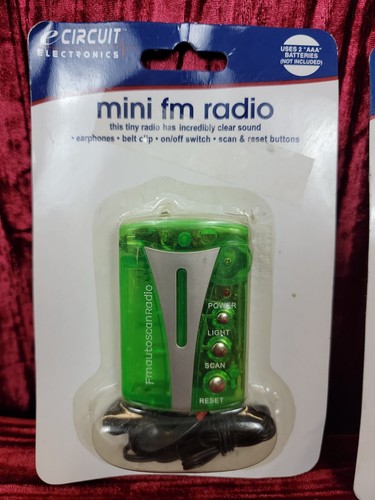 e CIRCUIT
ELECTRONICS
USES 2 "AAA"
BATTERIES
(NOT INCLUDED)
mini fm radio
this tiny radio has incredibly clear sound
• earphones • belt clip • on/off switch • scan & reset buttons
FmautoscanRadio
POWER
LIGHT
SCAN
RESET